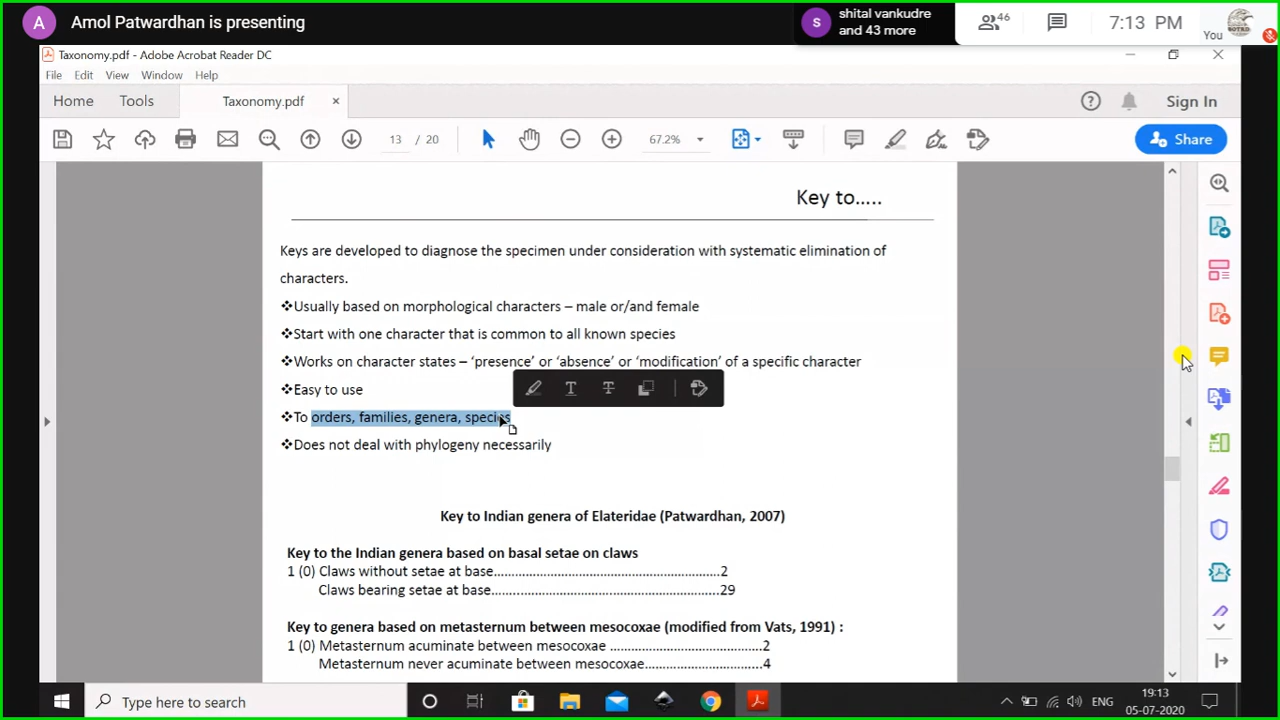 A Amol Patwardhan is presenting
s shital vankudre
and 43 more
46
7:13 PM
You
Taxonomy.pdf - Adobe Acrobat Reader DC
File Edit View Window Help
Home Tools Taxonomy.pdf × Sign In
13 / 20 67.2% Share
Key to.....
Keys are developed to diagnose the specimen under consideration with systematic elimination of
characters.
❖Usually based on morphological characters – male or/and female
❖Start with one character that is common to all known species
❖Works on character states – ‘presence’ or ‘absence’ or ‘modification’ of a specific character
❖Easy to use
❖To orders, families, genera, species
❖Does not deal with phylogeny necessarily
Key to Indian genera of Elateridae (Patwardhan, 2007)
Key to the Indian genera based on basal setae on claws
1 (0) Claws without setae at base............................................................2
Claws bearing setae at base.............................................................29
Key to genera based on metasternum between mesocoxae (modified from Vats, 1991) :
1 (0) Metasternum acuminate between mesocoxae ..........................................2
Metasternum never acuminate between mesocoxae................................4
Type here to search
ENG
19:13
05-07-2020